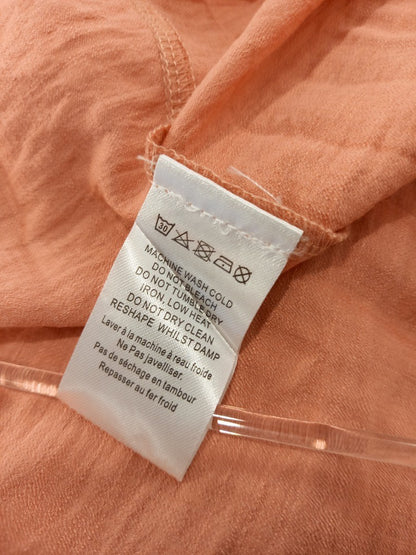 30
MACHINE WASH COLD
DO NOT BLEACH
DO NOT TUMBLE DRY
IRON, LOW HEAT
DO NOT DRY CLEAN
RESHAPE WHILST DAMP
Laver à la machine à reau froide
Ne Pas javelliser.
Pas de séchage en tambour
Repasser au fer froid